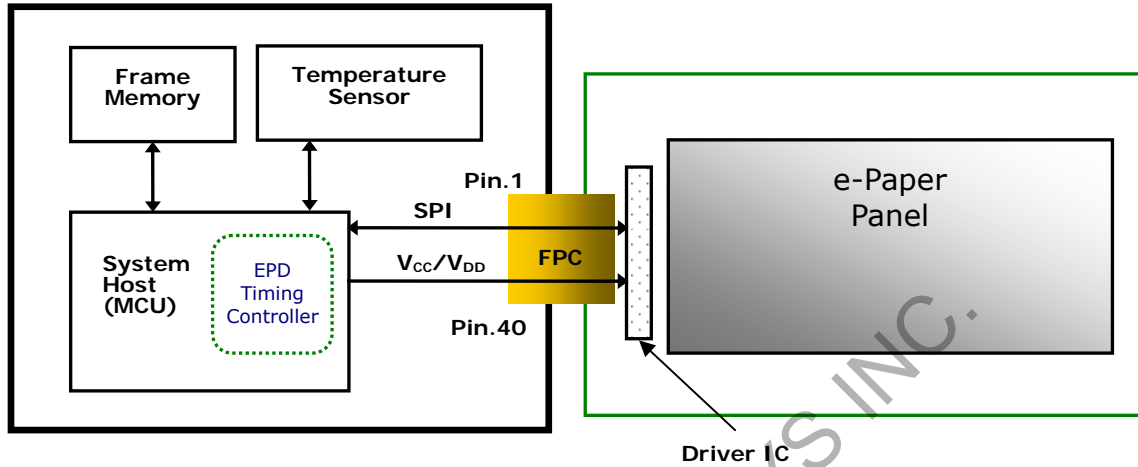 Frame
Memory
Temperature
Sensor
System
Host
(MCU)
EPD
Timing
Controller
Pin.1
SPI
VCC/VDD
FPC
Pin.40
e-Paper
Panel
Driver IC
INC.